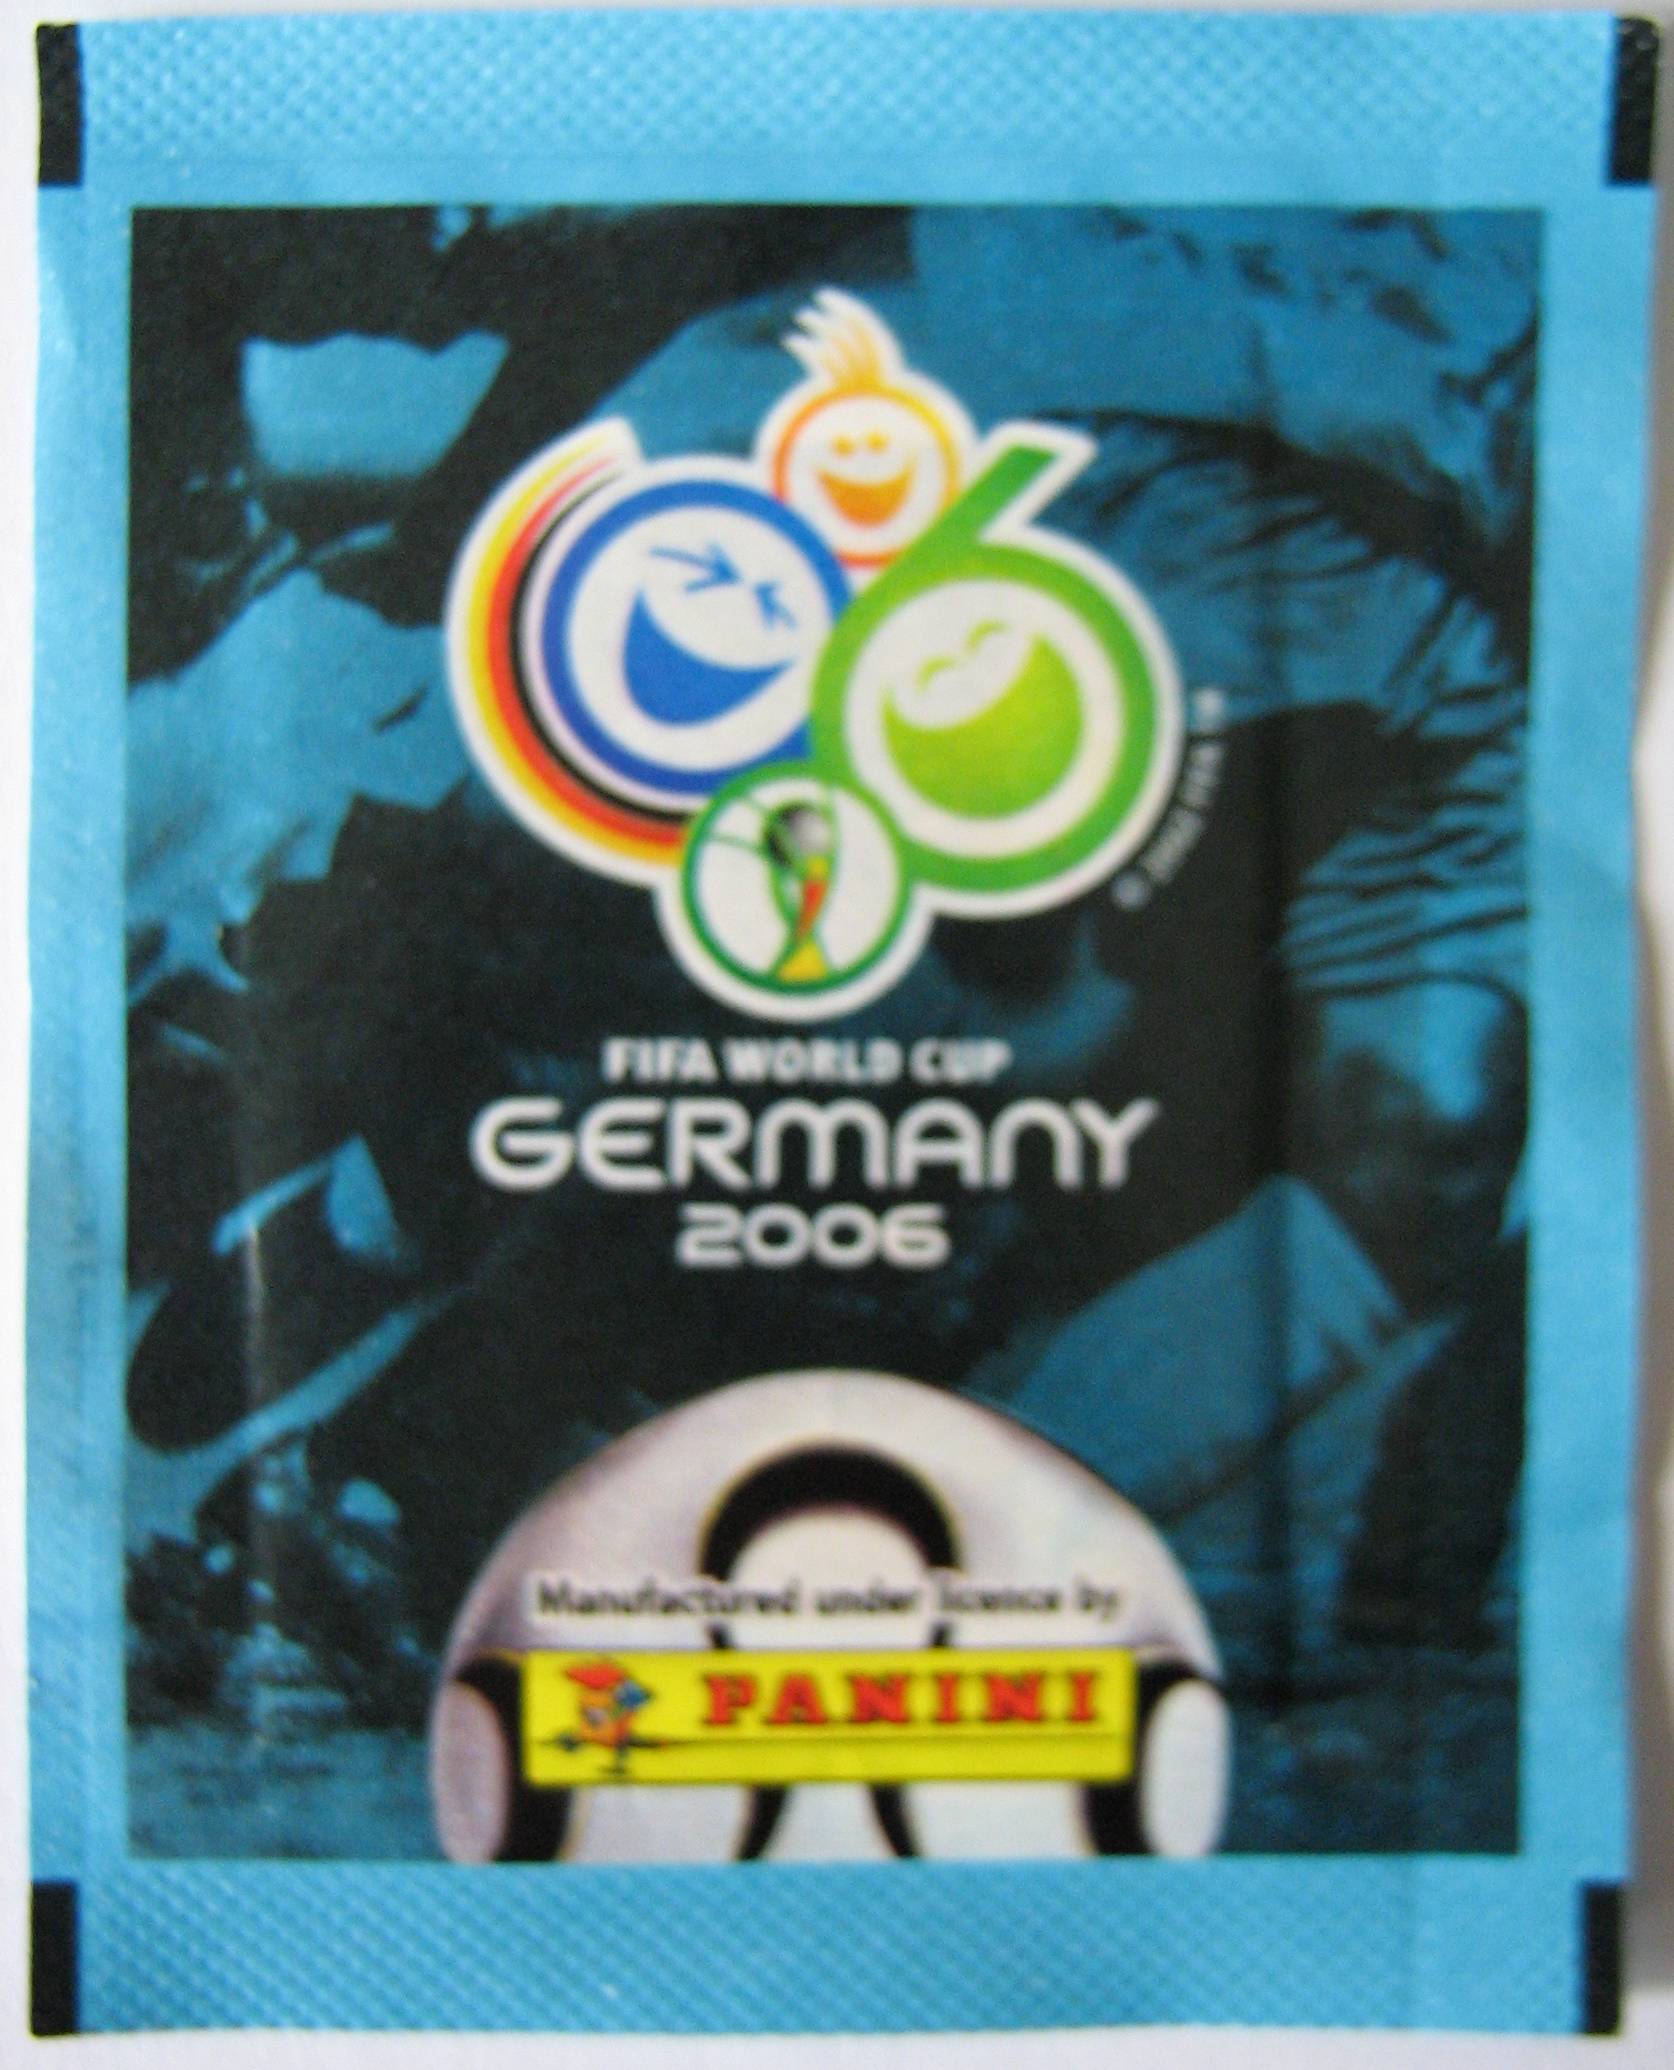 FIFA WORLD CUP
GERMANY
2006
Manufactured under licence by
PANINI